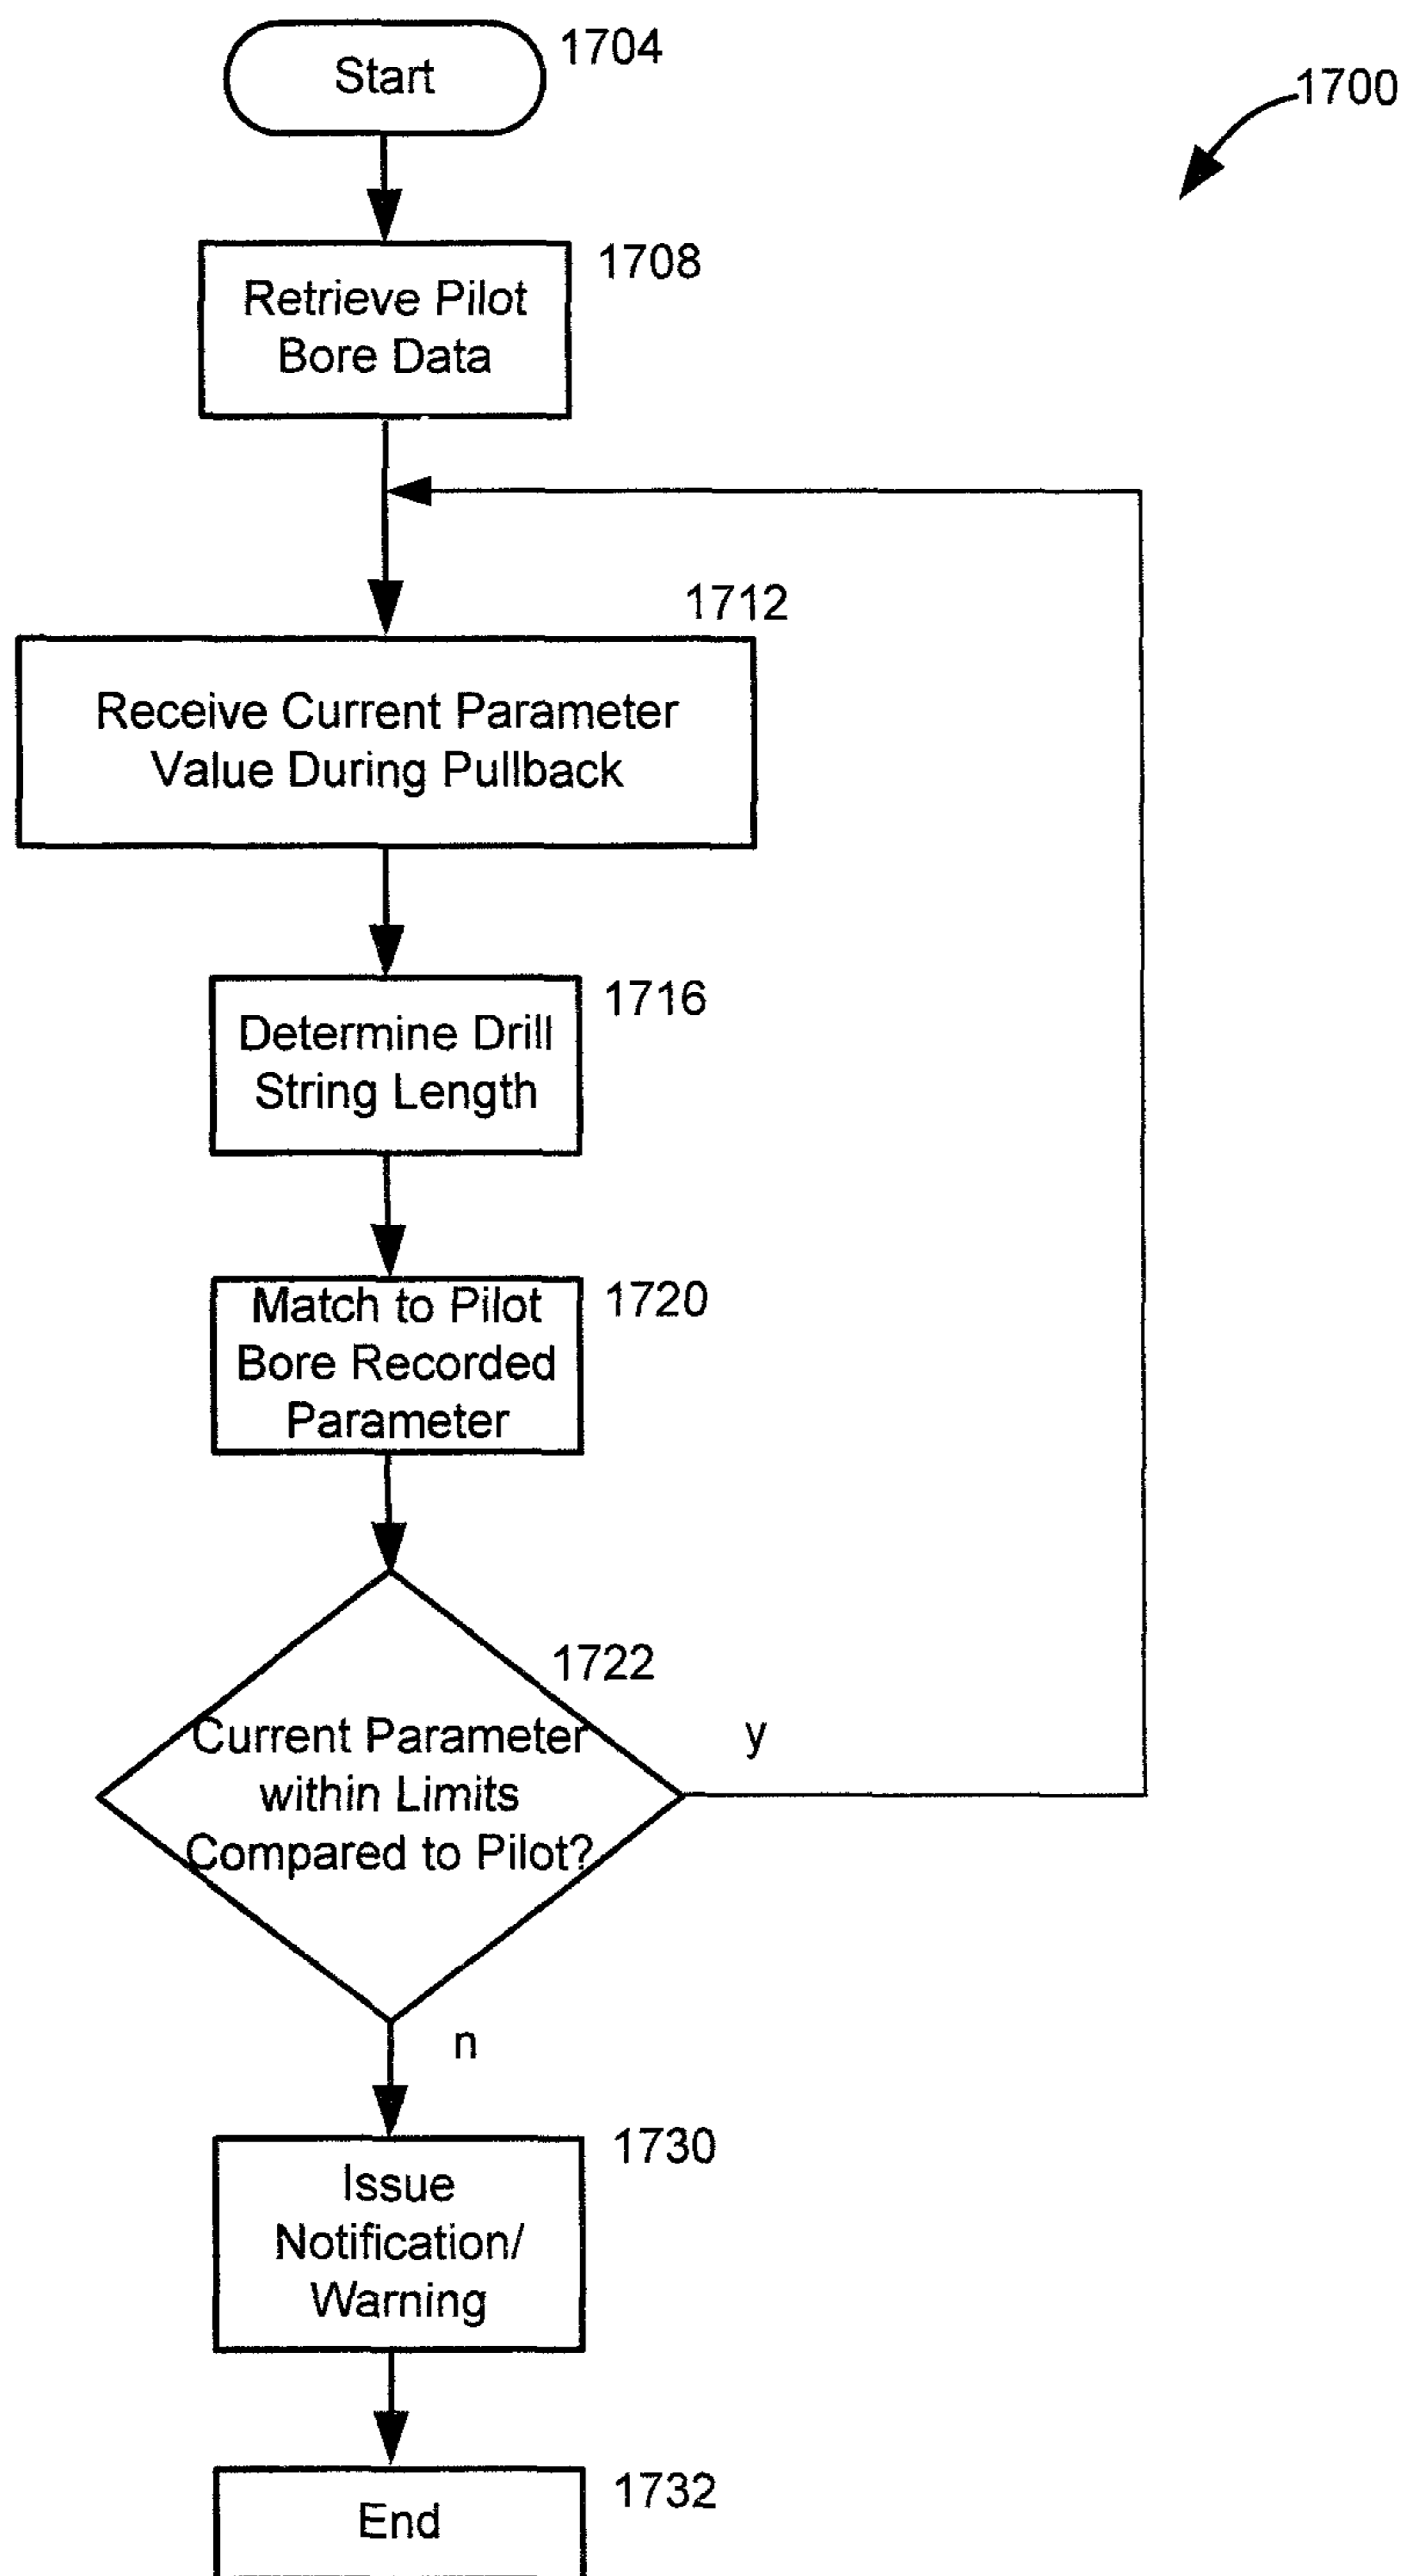 Start
1704
1700
Retrieve Pilot
Bore Data
1708
1712
Receive Current Parameter
Value During Pullback
Determine Drill
String Length
1716
Match to Pilot
Bore Recorded
Parameter
1720
1722
Current Parameter
within Limits
Compared to Pilot?
y
n
Issue
Notification/
Warning
1730
End
1732